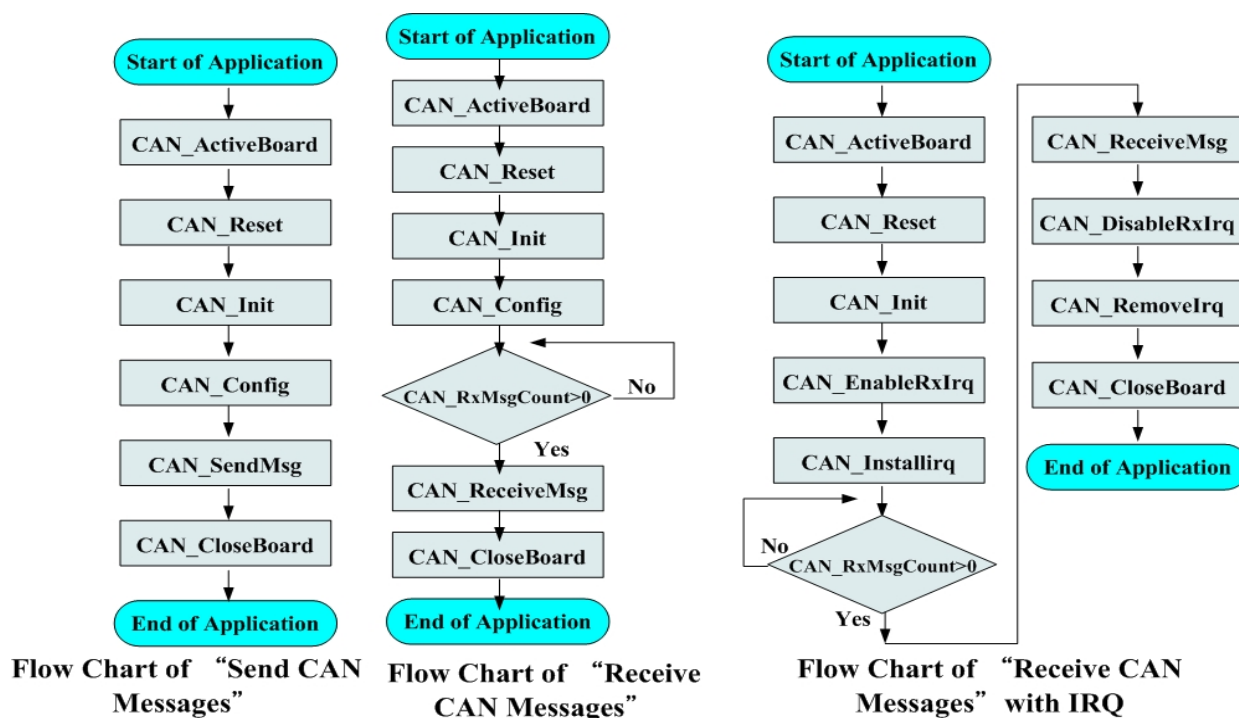 Start of Application
CAN_ActiveBoard
CAN_Reset
CAN_Init
CAN_Config
CAN_SendMsg
CAN_CloseBoard
End of Application
Flow Chart of “Send CAN
Messages”
Start of Application
CAN_ActiveBoard
CAN_Reset
CAN_Init
CAN_Config
CAN_RxMsgCount>0
No
Yes
CAN_ReceiveMsg
CAN_CloseBoard
End of Application
Flow Chart of “Receive
CAN Messages”
Start of Application
CAN_ActiveBoard
CAN_Reset
CAN_Init
CAN_EnableRxIrq
CAN_Installirq
No
CAN_RxMsgCount>0
Yes
CAN_ReceiveMsg
CAN_DisableRxIrq
CAN_RemoveIrq
CAN_CloseBoard
End of Application
Flow Chart of “Receive CAN
Messages” with IRQ